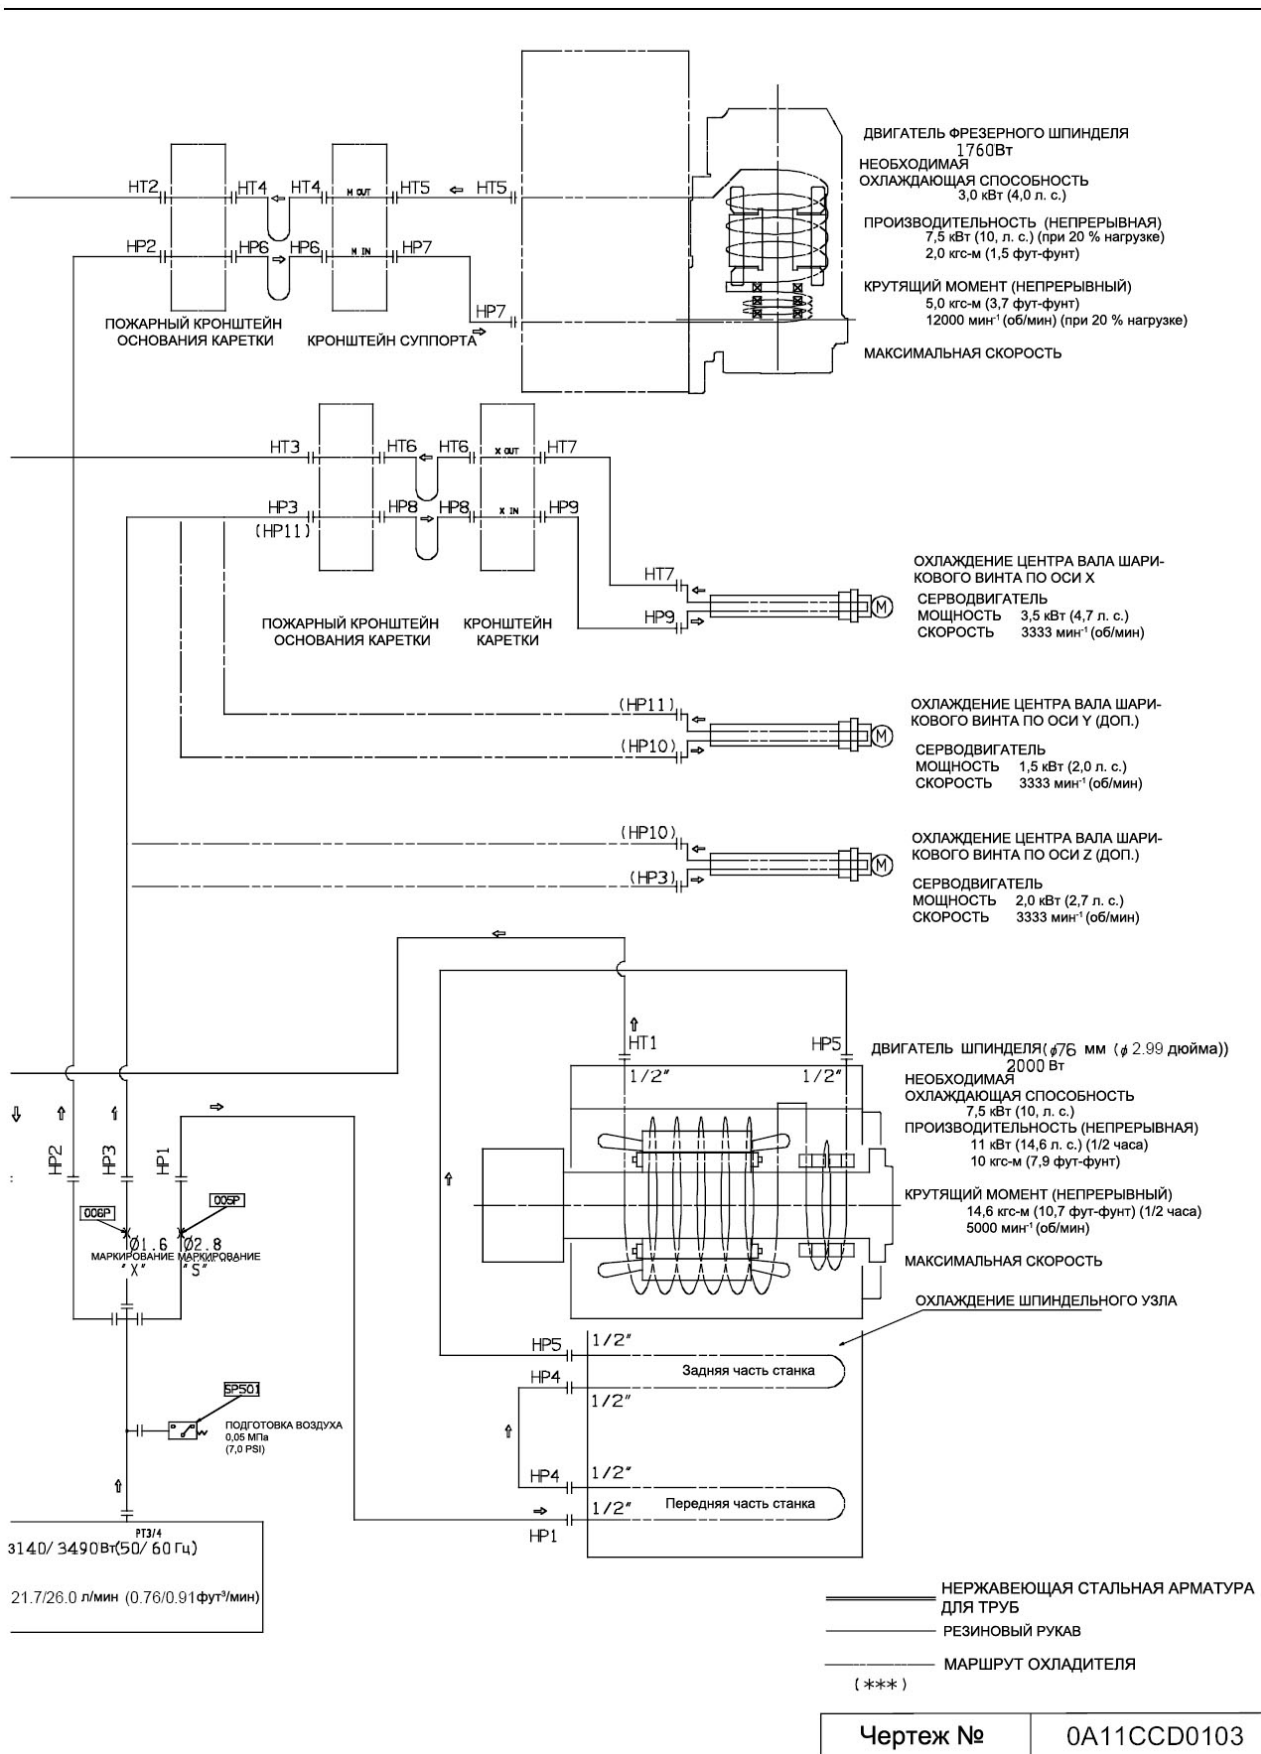 ДВИГАТЕЛЬ ФРЕЗЕРНОГО ШПИНДЕЛЯ
1760Вт
НЕОБХОДИМАЯ
ОХЛАЖДАЮЩАЯ СПОСОБНОСТЬ
3,0 кВт (4,0 л. с.)
ПРОИЗВОДИТЕЛЬНОСТЬ (НЕПРЕРЫВНАЯ)
7,5 кВт (10, л. с.) (при 20 % нагрузке)
2,0 кгс-м (1,5 фут-фунт)
КРУТЯЩИЙ МОМЕНТ (НЕПРЕРЫВНЫЙ)
5,0 кгс-м (3,7 фут-фунт)
12000 мин⁻¹ (об/мин) (при 20 % нагрузке)
МАКСИМАЛЬНАЯ СКОРОСТЬ
HT2 HT4 HT4 M OUT HT5 HT5
HP2 HP6 HP6 M IN HP7
HP7
ПОЖАРНЫЙ КРОНШТЕЙН
ОСНОВАНИЯ КАРЕТКИ
КРОНШТЕЙН СУППОРТА
HT3 HT6 HT6 X OUT HT7
HP3 HP8 HP8 X IN HP9
(HP11)
ПОЖАРНЫЙ КРОНШТЕЙН
ОСНОВАНИЯ КАРЕТКИ
КРОНШТЕЙН
КАРЕТКИ
HT7
HP9
M
ОХЛАЖДЕНИЕ ЦЕНТРА ВАЛА ШАРИ-
КОВОГО ВИНТА ПО ОСИ X
СЕРВОДВИГАТЕЛЬ
МОЩНОСТЬ 3,5 кВт (4,7 л. с.)
СКОРОСТЬ 3333 мин⁻¹ (об/мин)
(HP11)
(HP10)
M
ОХЛАЖДЕНИЕ ЦЕНТРА ВАЛА ШАРИ-
КОВОГО ВИНТА ПО ОСИ Y (ДОП.)
СЕРВОДВИГАТЕЛЬ
МОЩНОСТЬ 1,5 кВт (2,0 л. с.)
СКОРОСТЬ 3333 мин⁻¹ (об/мин)
(HP10)
(HP3)
M
ОХЛАЖДЕНИЕ ЦЕНТРА ВАЛА ШАРИ-
КОВОГО ВИНТА ПО ОСИ Z (ДОП.)
СЕРВОДВИГАТЕЛЬ
МОЩНОСТЬ 2,0 кВт (2,7 л. с.)
СКОРОСТЬ 3333 мин⁻¹ (об/мин)
HT1 HP5
1/2" 1/2"
ДВИГАТЕЛЬ ШПИНДЕЛЯ(ϕ76 мм (ϕ 2.99 дюйма))
2000 Вт
НЕОБХОДИМАЯ
ОХЛАЖДАЮЩАЯ СПОСОБНОСТЬ
7,5 кВт (10, л. с.)
ПРОИЗВОДИТЕЛЬНОСТЬ (НЕПРЕРЫВНАЯ)
11 кВт (14,6 л. с.) (1/2 часа)
10 кгс-м (7,9 фут-фунт)
КРУТЯЩИЙ МОМЕНТ (НЕПРЕРЫВНЫЙ)
14,6 кгс-м (10,7 фут-фунт) (1/2 часа)
5000 мин⁻¹ (об/мин)
МАКСИМАЛЬНАЯ СКОРОСТЬ
ОХЛАЖДЕНИЕ ШПИНДЕЛЬНОГО УЗЛА
HP2 HP3 HP1
006P 005P
Ø1.6 Ø2.8
МАРКИРОВАНИЕ МАРКИРОВАНИЕ
"X" "S"
HP5 1/2"
Задняя часть станка
HP4 1/2"
HP4 1/2"
Передняя часть станка
HP1 1/2"
SP501
ПОДГОТОВКА ВОЗДУХА
0,05 МПа
(7,0 PSI)
PT3/4
3140/ 3490Вт(50/ 60 Гц)
21.7/26.0 л/мин (0.76/0.91фут³/мин)
НЕРЖАВЕЮЩАЯ СТАЛЬНАЯ АРМАТУРА
ДЛЯ ТРУБ
РЕЗИНОВЫЙ РУКАВ
МАРШРУТ ОХЛАДИТЕЛЯ
(***)
Чертеж № 0A11CCD0103